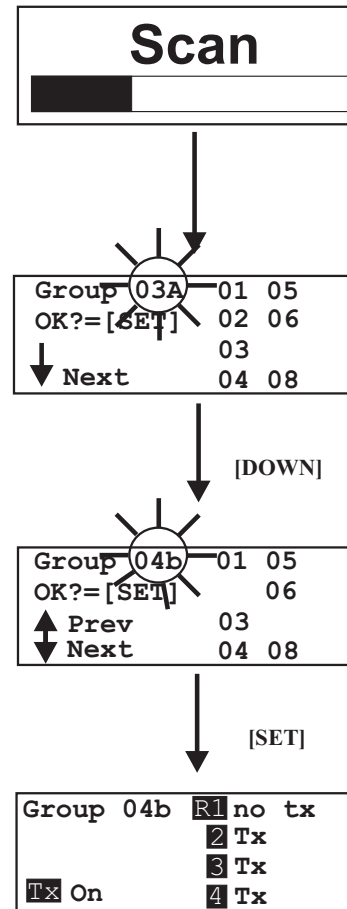 Scan
Group 03A 01 05
OK?=[SET] 02 06
03
Next 04 08
[DOWN]
Group 04b 01 05
OK?=[SET] 06
Prev 03
Next 04 08
[SET]
Group 04b R1 no tx
2 Tx
3 Tx
Tx On 4 Tx